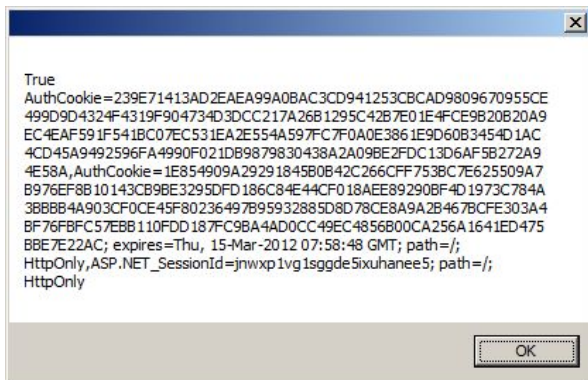 True
AuthCookie=239E71413AD2EAEA99A0BAC3CD941253CBCAD9809670955CE
499D9D4324F4319F904734D3DCC217A26B1295C42B7E01E4FCE9B20B20A9
EC4EAF591F541BC07EC531EA2E554A597FC7F0A0E3861E9D60B3454D1AC
4CD45A9492596FA4990F021DB9879830438A2A09BE2FDC13D6AF5B272A9
4E58A,AuthCookie=1E854909A29291845B0B42C266CFF753BC7E625509A7
B976EF8B10143CB9BE3295DFD186C84E44CF018AEE89290BF4D1973C784A
3BBBB4A903CF0CE45F80236497B95932885D8D78CE8A9A2B467BCFE303A4
BF76FBFC57EBB110FDD187FC9BA4AD0CC49EC4856B00CA256A1641ED475
BBE7E22AC; expires=Thu, 15-Mar-2012 07:58:48 GMT; path=/;
HttpOnly,ASP.NET_SessionId=jnwxp1vg1sggde5ixuhanee5; path=/;
HttpOnly
OK